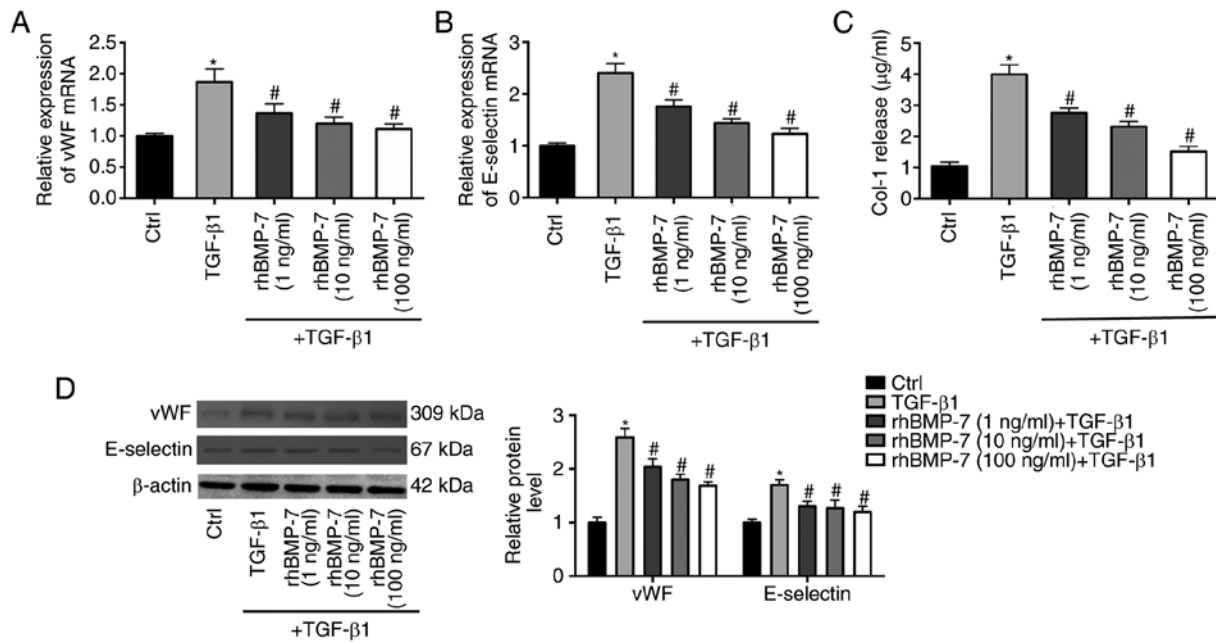 A
Relative expression
of vWF mRNA
2.5
2.0
1.5
1.0
0.5
0.0
*
#
#
#
Ctrl
TGF-β1
rhBMP-7
(1 ng/ml)
rhBMP-7
(10 ng/ml)
rhBMP-7
(100 ng/ml)
+TGF-β1
B
Relative expression
of E-selectin mRNA
3
2
1
0
*
#
#
#
Ctrl
TGF-β1
rhBMP-7
(1 ng/ml)
rhBMP-7
(10 ng/ml)
rhBMP-7
(100 ng/ml)
+TGF-β1
C
Col-1 release (µg/ml)
5
4
3
2
1
0
*
#
#
#
Ctrl
TGF-β1
rhBMP-7
(1 ng/ml)
rhBMP-7
(10 ng/ml)
rhBMP-7
(100 ng/ml)
+TGF-β1
D
vWF
309 kDa
E-selectin
67 kDa
β-actin
42 kDa
Ctrl
TGF-β1
rhBMP-7
(1 ng/ml)
rhBMP-7
(10 ng/ml)
rhBMP-7
(100 ng/ml)
+TGF-β1
Relative protein
level
3
2
1
0
*
#
#
#
*
#
#
#
vWF
E-selectin
Ctrl
TGF-β1
rhBMP-7 (1 ng/ml)+TGF-β1
rhBMP-7 (10 ng/ml)+TGF-β1
rhBMP-7 (100 ng/ml)+TGF-β1